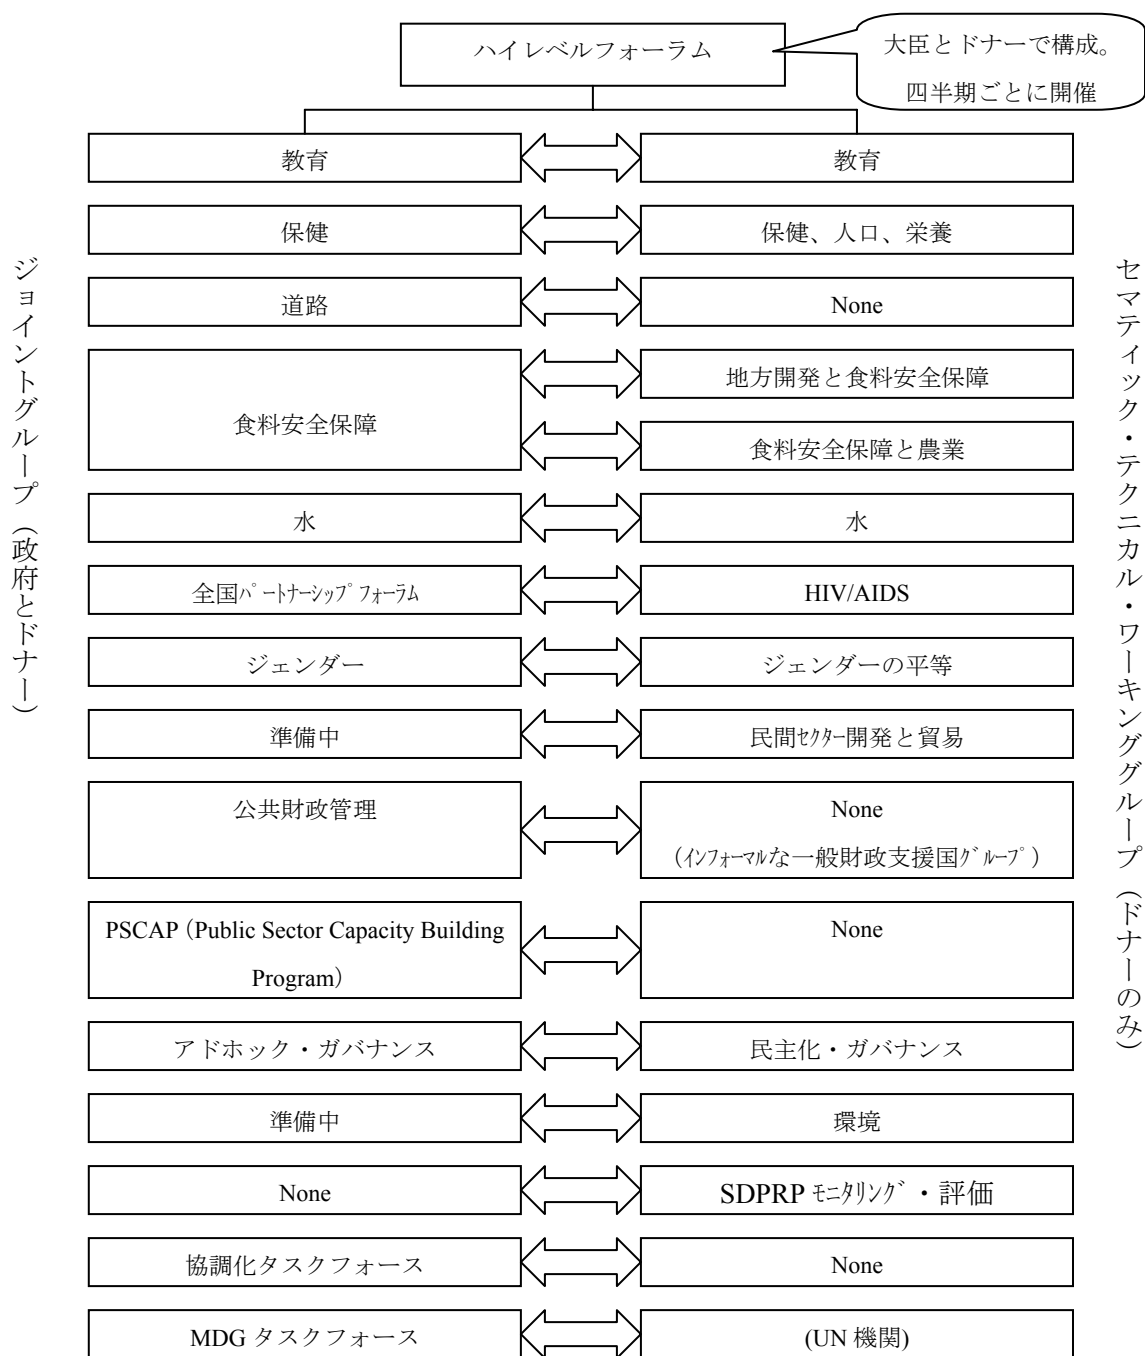 ハイレベルフォーラム
大臣とドナーで構成。
四半期ごとに開催
ジョイントグループ（政府とドナー）
セマティック・テクニカル・ワーキンググループ（ドナーのみ）
教育
教育
保健
保健、人口、栄養
道路
None
食料安全保障
地方開発と食料安全保障
食料安全保障と農業
水
水
全国ﾊﾟｰﾄﾅｰｼｯﾌﾟﾌｫｰﾗﾑ
HIV/AIDS
ジェンダー
ジェンダーの平等
準備中
民間ｾｸﾀｰ開発と貿易
公共財政管理
None
（ｲﾝﾌｫｰﾏﾙな一般財政支援国ｸﾞﾙｰﾌﾟ）
PSCAP（Public Sector Capacity Building
Program）
None
アドホック・ガバナンス
民主化・ガバナンス
準備中
環境
None
SDPRP ﾓﾆﾀﾘﾝｸﾞ・評価
協調化タスクフォース
None
MDG タスクフォース
(UN 機関)